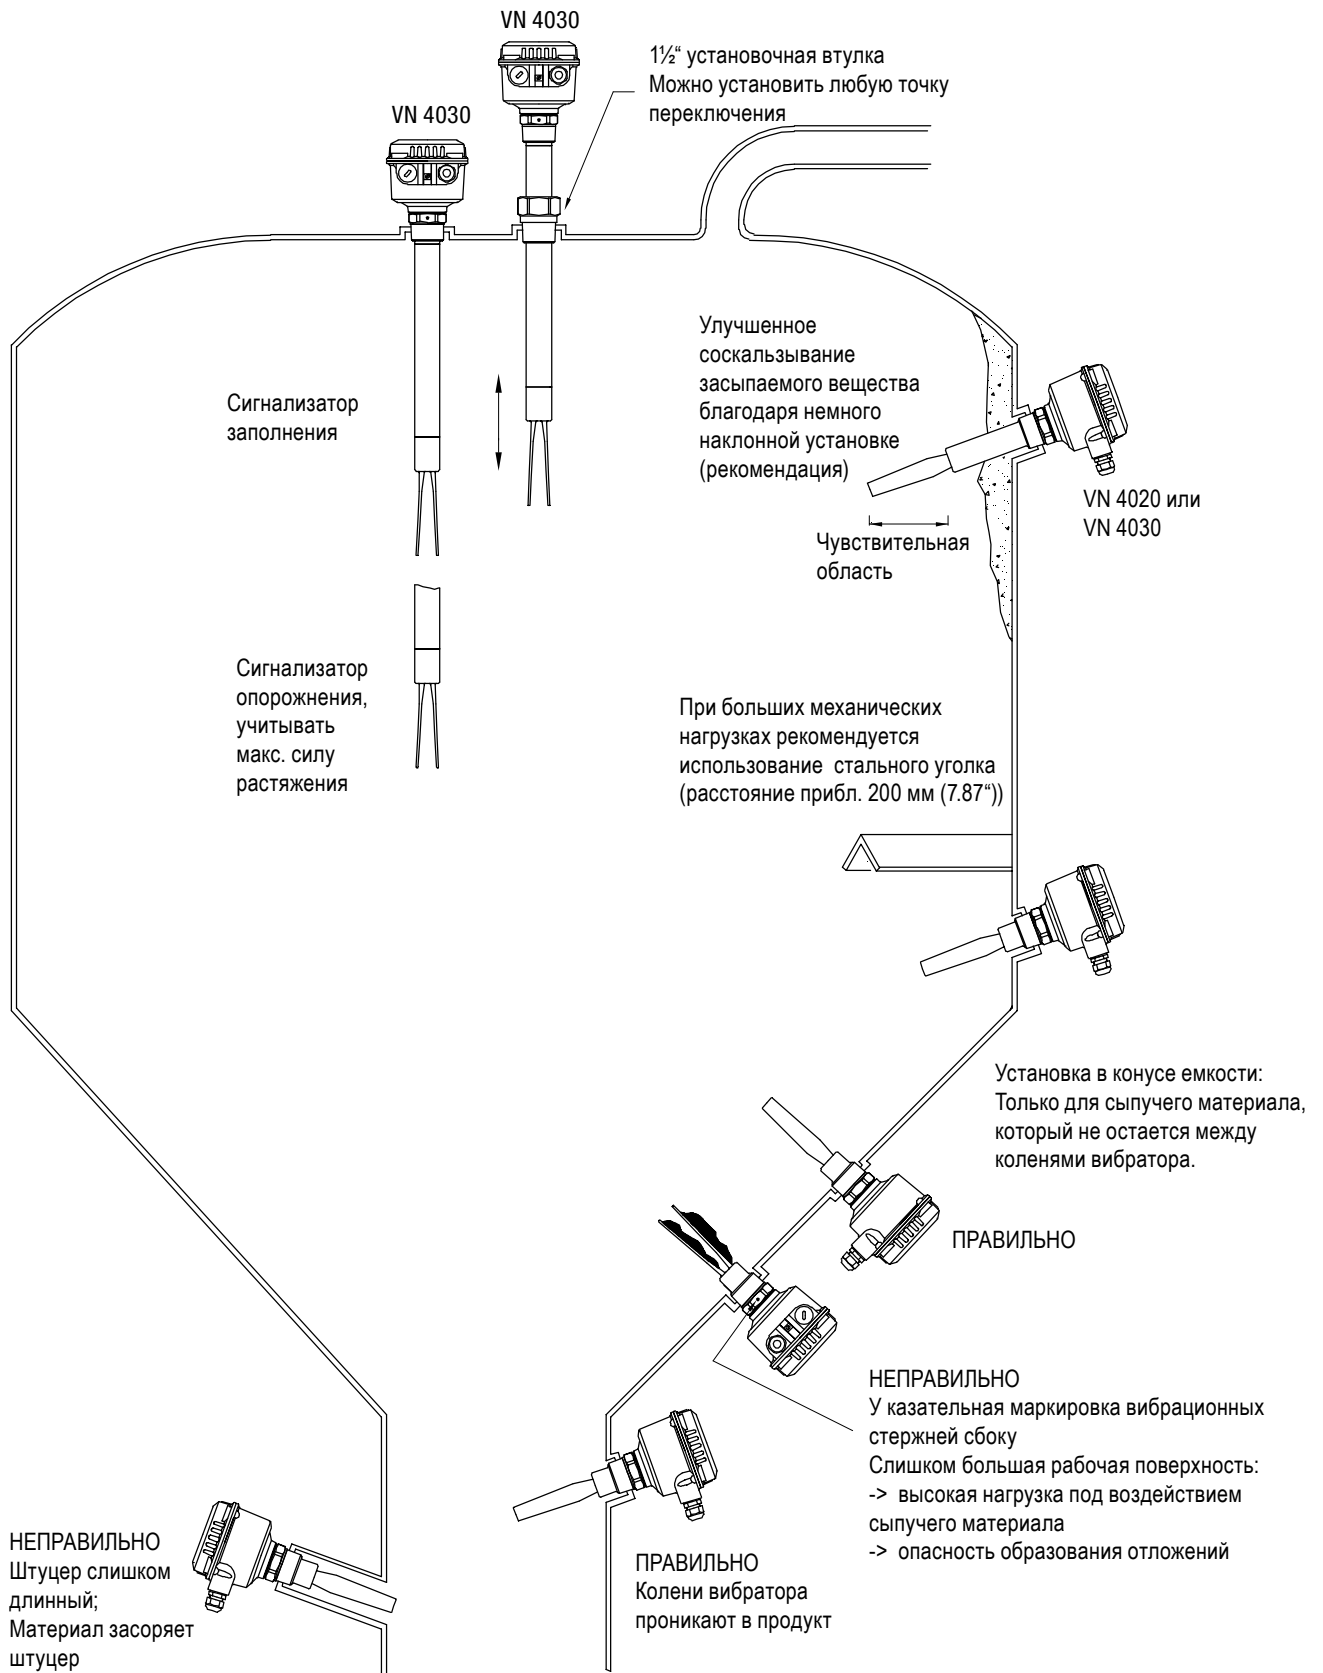 VN 4030
1½“ установочная втулка
Можно установить любую точку
переключения
VN 4030
Улучшенное
соскальзывание
засыпаемого вещества
благодаря немного
наклонной установке
(рекомендация)
Сигнализатор
заполнения
VN 4020 или
VN 4030
Чувствительная
область
Сигнализатор
опорожнения,
учитывать
макс. силу
растяжения
При больших механических
нагрузках рекомендуется
использование стального уголка
(расстояние прибл. 200 мм (7.87“))
Установка в конусе емкости:
Только для сыпучего материала,
который не остается между
коленями вибратора.
ПРАВИЛЬНО
НЕПРАВИЛЬНО
У казательная маркировка вибрационных
стержней сбоку
Слишком большая рабочая поверхность:
-> высокая нагрузка под воздействием
сыпучего материала
-> опасность образования отложений
НЕПРАВИЛЬНО
Штуцер слишком
длинный;
Материал засоряет
штуцер
ПРАВИЛЬНО
Колени вибратора
проникают в продукт